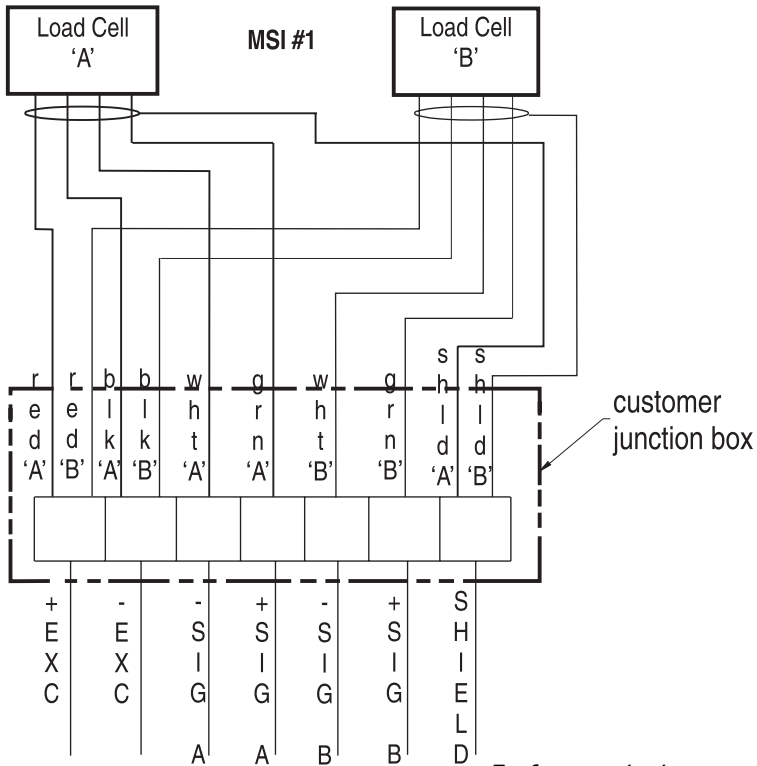 Load Cell
'A'
MSI #1
Load Cell
'B'
red 'A'
red 'B'
blk 'A'
blk 'B'
wht 'A'
grn 'A'
wht 'B'
grn 'B'
shld 'A'
shld 'B'
customer
junction box
+ EXC
- EXC
- SIG A
+ SIG A
- SIG B
+ SIG B
SHIELD